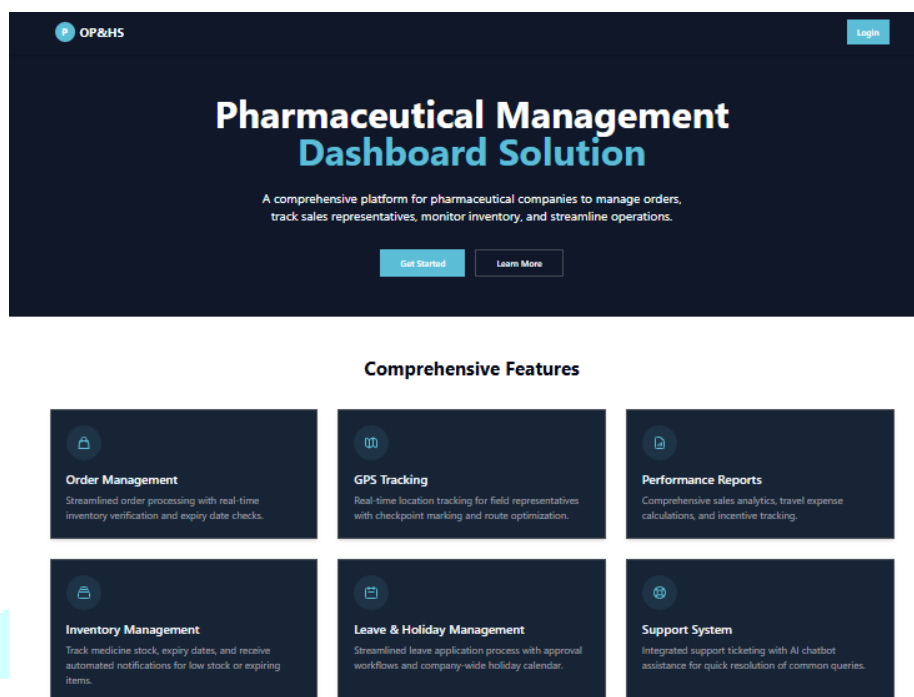 P OP&HS
Login
Pharmaceutical Management
Dashboard Solution
A comprehensive platform for pharmaceutical companies to manage orders,
track sales representatives, monitor inventory, and streamline operations.
Get Started
Learn More
Comprehensive Features
Order Management
Streamlined order processing with real-time
inventory verification and expiry date checks.
GPS Tracking
Real-time location tracking for field representatives
with checkpoint marking and route optimization.
Performance Reports
Comprehensive sales analytics, travel expense
calculations, and incentive tracking.
Inventory Management
Track medicine stock, expiry dates, and receive
automated notifications for low stock or expiring
items.
Leave & Holiday Management
Streamlined leave application process with approval
workflows and company-wide holiday calendar.
Support System
Integrated support ticketing with AI chatbot
assistance for quick resolution of common queries.